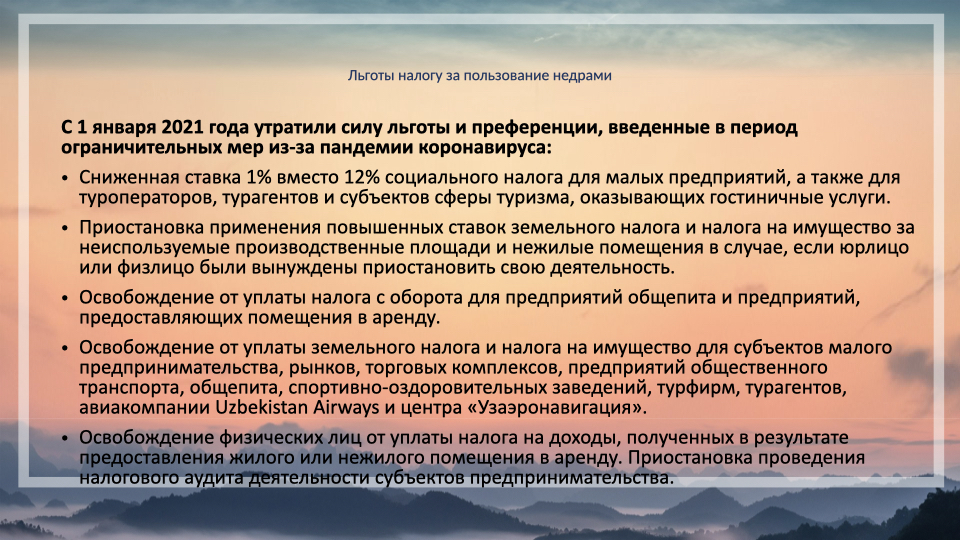 Льготы налогу за пользование недрами
С 1 января 2021 года утратили силу льготы и преференции, введенные в период
ограничительных мер из-за пандемии коронавируса:
• Сниженная ставка 1% вместо 12% социального налога для малых предприятий, а также для
туроператоров, турагентов и субъектов сферы туризма, оказывающих гостиничные услуги.
• Приостановка применения повышенных ставок земельного налога и налога на имущество за
неиспользуемые производственные площади и нежилые помещения в случае, если юрлицо
или физлицо были вынуждены приостановить свою деятельность.
• Освобождение от уплаты налога с оборота для предприятий общепита и предприятий,
предоставляющих помещения в аренду.
• Освобождение от уплаты земельного налога и налога на имущество для субъектов малого
предпринимательства, рынков, торговых комплексов, предприятий общественного
транспорта, общепита, спортивно-оздоровительных заведений, турфирм, турагентов,
авиакомпании Uzbekistan Airways и центра «Узаэронавигация».
• Освобождение физических лиц от уплаты налога на доходы, полученных в результате
предоставления жилого или нежилого помещения в аренду. Приостановка проведения
налогового аудита деятельности субъектов предпринимательства.